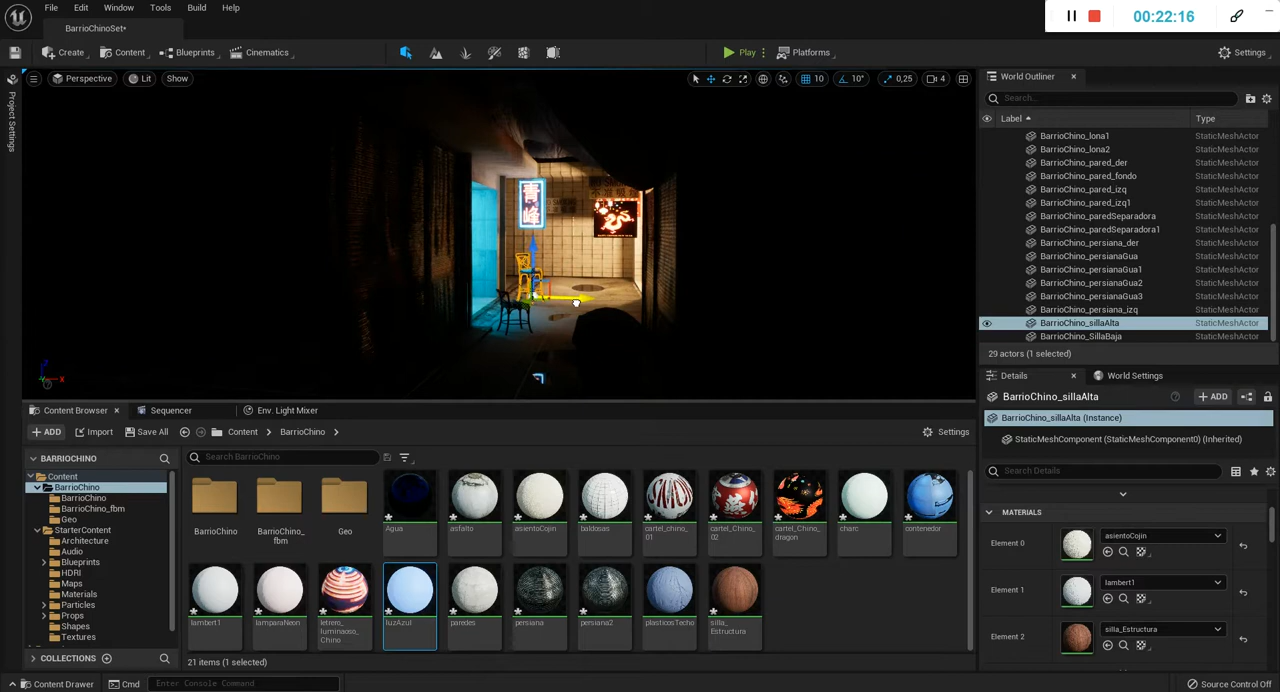 File Edit Window Tools Build Help
00:22:16
BarrioChinoSet*
Create Content Blueprints Cinematics Play Platforms Settings
Project Settings
Perspective Lit Show 10 10° 0,25 4
青峰
World Outliner
Search...
Label Type
BarrioChino_lona1 StaticMeshActor
BarrioChino_lona2 StaticMeshActor
BarrioChino_pared_der StaticMeshActor
BarrioChino_pared_fondo StaticMeshActor
BarrioChino_pared_izq StaticMeshActor
BarrioChino_pared_izq1 StaticMeshActor
BarrioChino_paredSeparadora StaticMeshActor
BarrioChino_paredSeparadora1 StaticMeshActor
BarrioChino_persiana_der StaticMeshActor
BarrioChino_persianaGua StaticMeshActor
BarrioChino_persianaGua1 StaticMeshActor
BarrioChino_persianaGua2 StaticMeshActor
BarrioChino_persianaGua3 StaticMeshActor
BarrioChino_persiana_izq StaticMeshActor
BarrioChino_sillaAlta StaticMeshActor
BarrioChino_SillaBaja StaticMeshActor
29 actors (1 selected)
Details World Settings
BarrioChino_sillaAlta ADD
BarrioChino_sillaAlta (Instance)
StaticMeshComponent (StaticMeshComponent0) (Inherited)
Search Details
MATERIALS
Element 0 asientoCojin
Element 1 lambert1
Element 2 silla_Estructura
Content Browser Sequencer Env. Light Mixer
ADD Import Save All Content BarrioChino Settings
BARRIOCHINO
Content
BarrioChino
BarrioChino
BarrioChino_fbm
Geo
StarterContent
Architecture
Audio
Blueprints
HDRI
Maps
Materials
Particles
Props
Shapes
Textures
COLLECTIONS
Search BarrioChino
BarrioChino BarrioChino_ Geo Agua asfalto asientoCojin baldosas cartel_chino_ cartel_Chino_ cartel_Chino_ charc contenedor
fbm 01 02 dragon
lambert1 lamparaNeon letrero_ luzAzul paredes persiana persiana2 plasticosTecho silla_
luminaoso_ Estructura
Chino
21 items (1 selected)
Content Drawer Cmd Enter Console Command Source Control Off